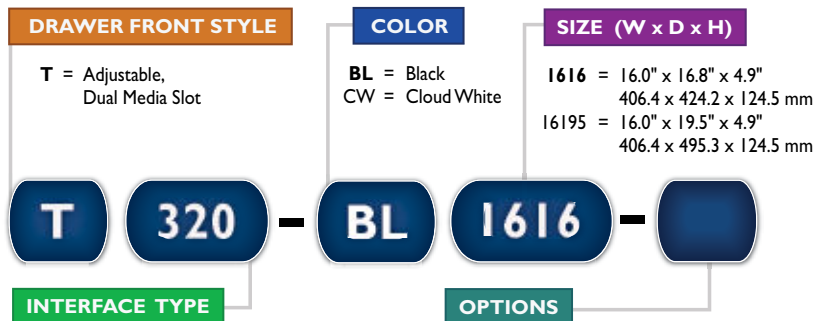 DRAWER FRONT STYLE
COLOR
SIZE (W x D x H)
T = Adjustable,
Dual Media Slot
BL = Black
CW = Cloud White
1616 = 16.0" x 16.8" x 4.9"
406.4 x 424.2 x 124.5 mm
16195 = 16.0" x 19.5" x 4.9"
406.4 x 495.3 x 124.5 mm
T 320 - BL 1616 -
INTERFACE TYPE
OPTIONS